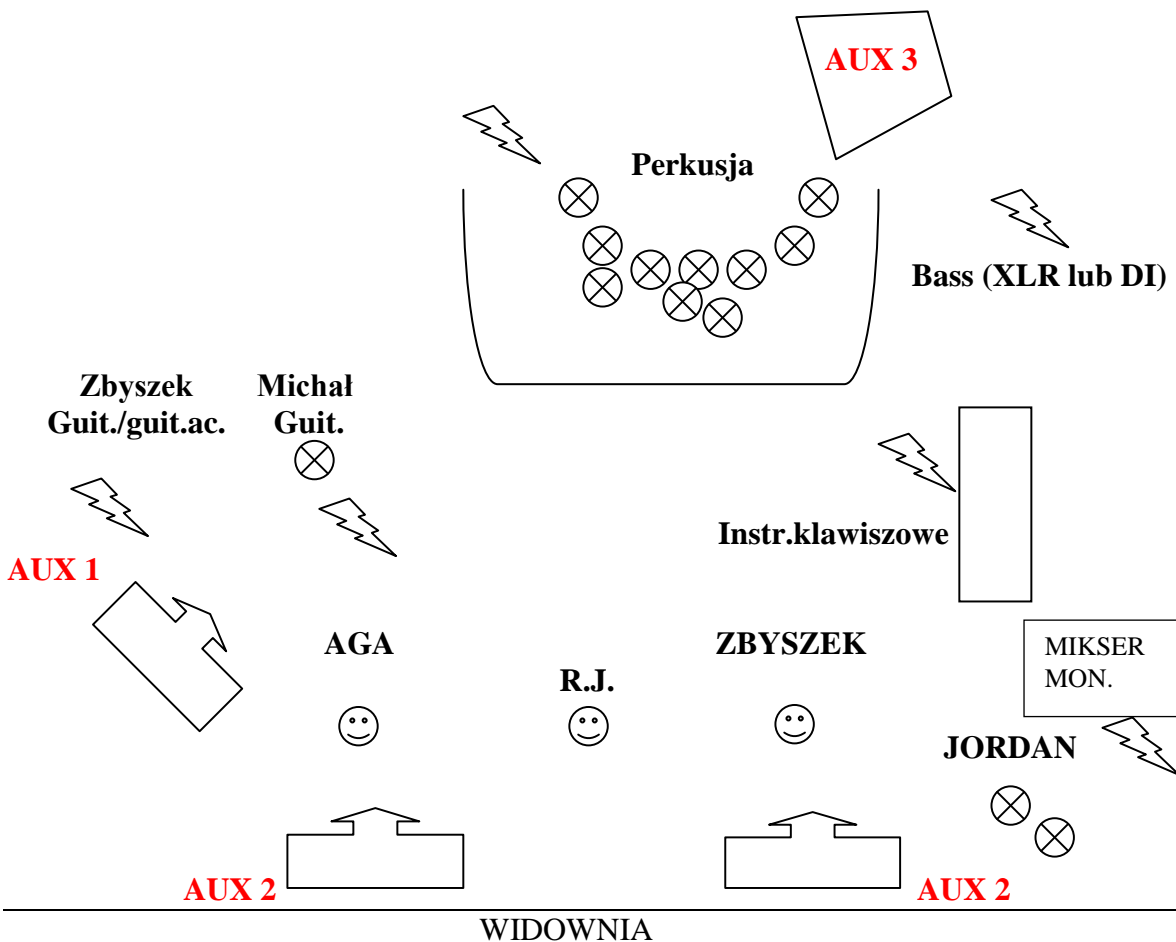 AUX 3
Perkusja
Bass (XLR lub DI)
Zbyszek
Guit./guit.ac.
Michał
Guit.
Instr.klawiszowe
AUX 1
AGA
R.J.
ZBYSZEK
MIKSER
MON.
JORDAN
AUX 2
AUX 2
WIDOWNIA